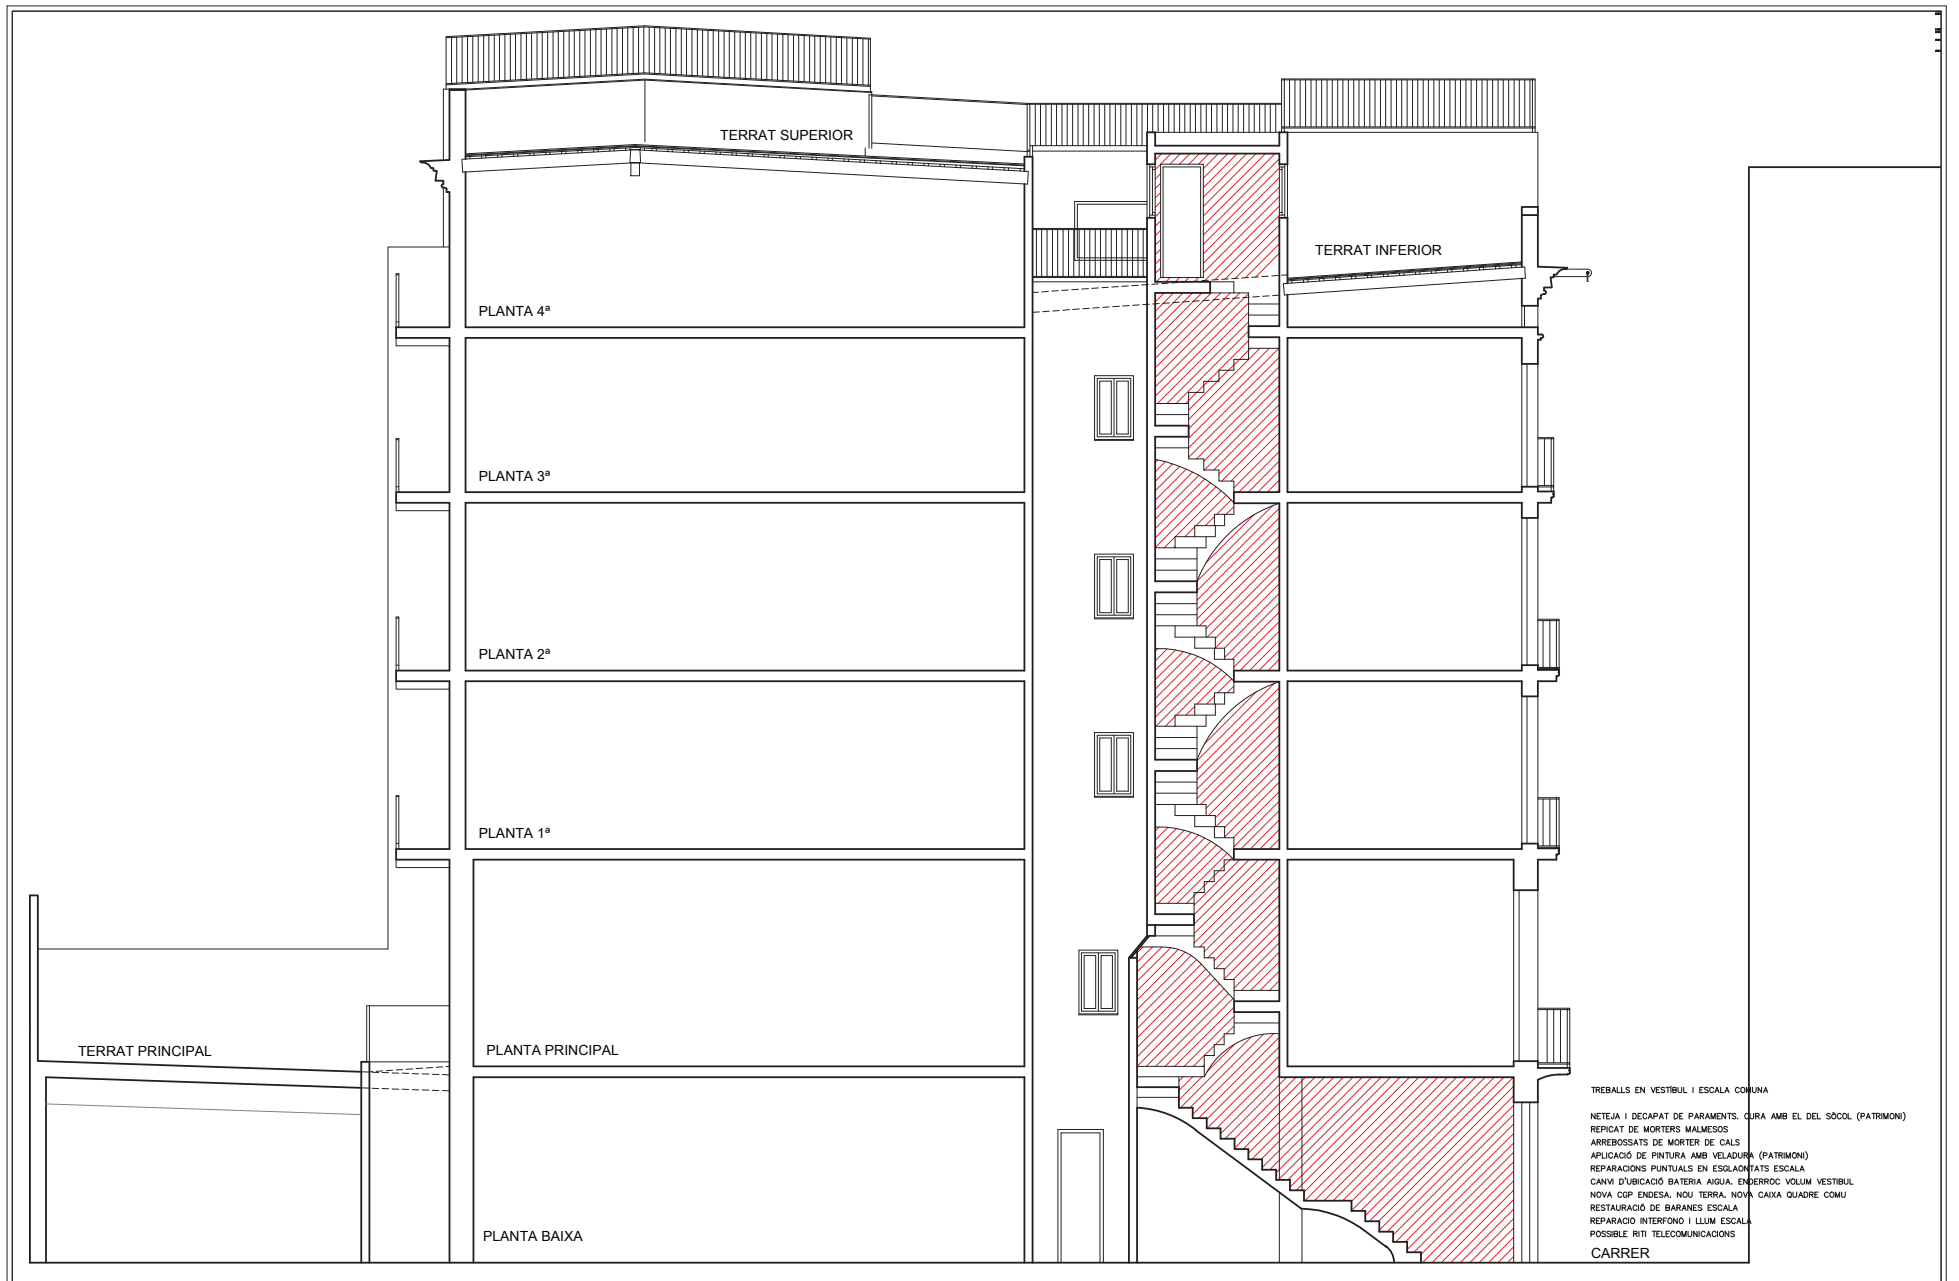 TERRAT SUPERIOR
TERRAT INFERIOR
PLANTA 4ª
PLANTA 3ª
PLANTA 2ª
PLANTA 1ª
TERRAT PRINCIPAL
PLANTA PRINCIPAL
PLANTA BAIXA
TREBALLS EN VESTÍBUL I ESCALA COMUNA
NETEJA I DECAPAT DE PARAMENTS. CURA AMB EL DEL SÒCOL (PATRIMONI)
REPICAT DE MORTERS MALMESOS
ARREBOSSATS DE MORTER DE CALS
APLICACIÓ DE PINTURA AMB VELADURA (PATRIMONI)
REPARACIONS PUNTUALS EN ESGLAONTATS ESCALA
CANVI D'UBICACIÓ BATERIA AIGUA. ENDERROC VOLUM VESTIBUL
NOVA CGP ENDESA. NOU TERRA. NOVA CAIXA QUADRE COMU
RESTAURACIÓ DE BARANES ESCALA
REPARACIO INTERFONO I LLUM ESCALA
POSSIBLE RITI TELECOMUNICACIONS
CARRER